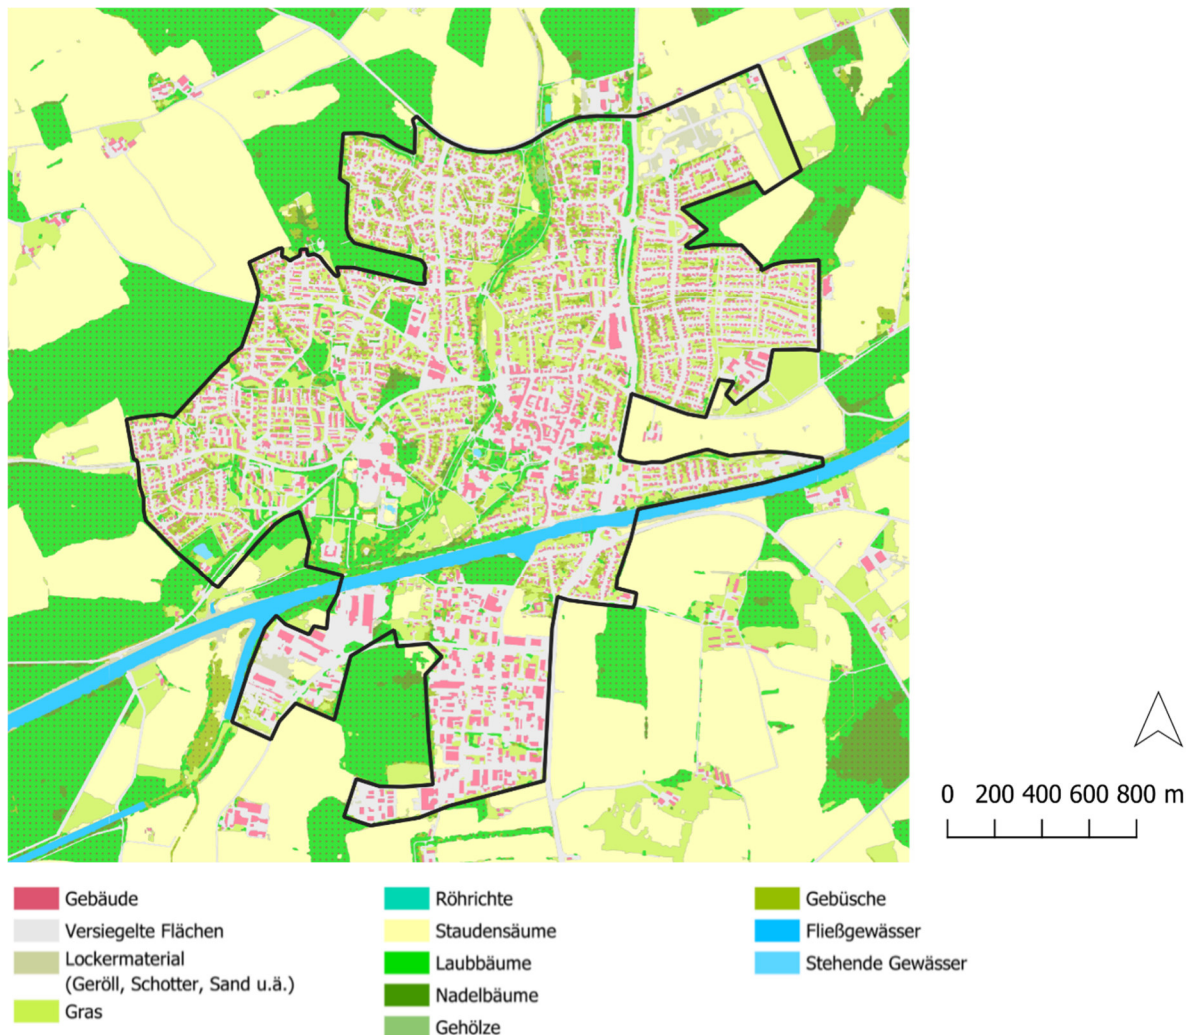 0 200 400 600 800 m
Gebäude
Versiegelte Flächen
Lockermaterial
(Geröll, Schotter, Sand u.ä.)
Gras
Röhrichte
Staudensäume
Laubbäume
Nadelbäume
Gehölze
Gebüsche
Fließgewässer
Stehende Gewässer